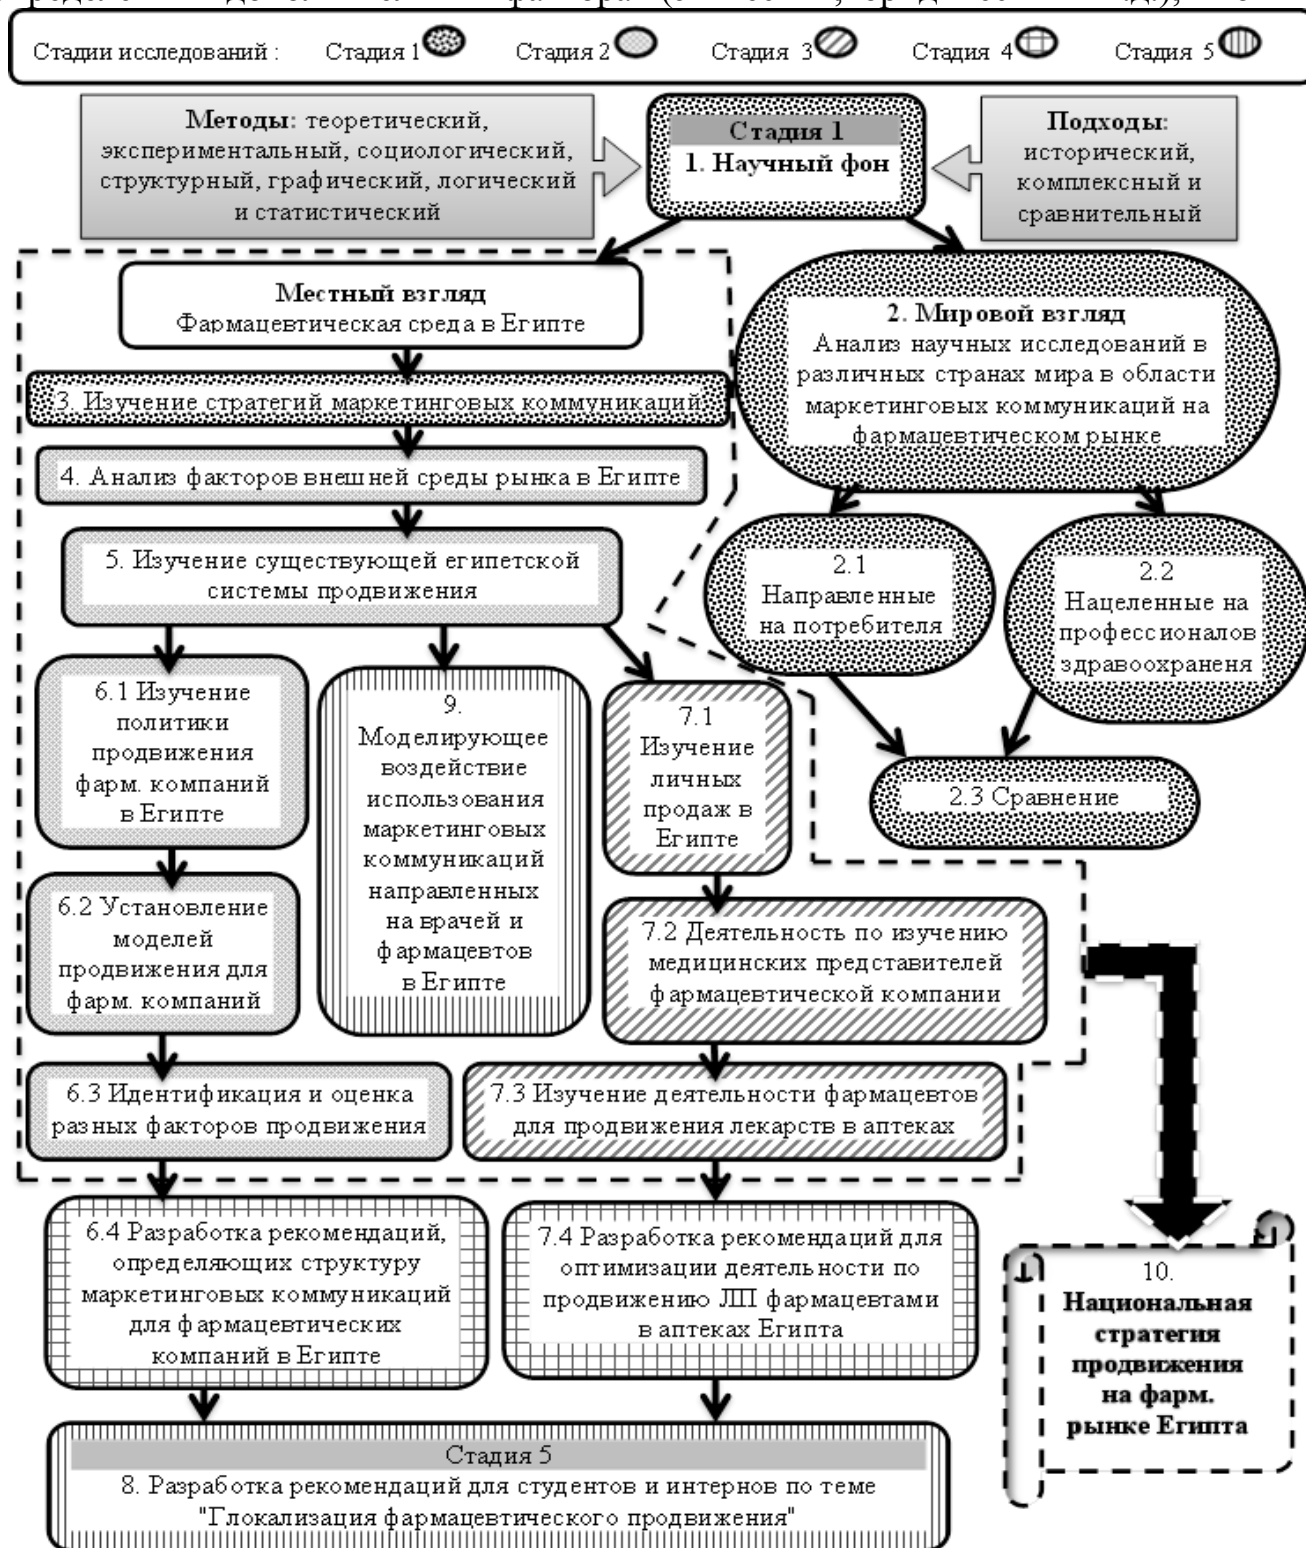 Стадии исследований : Стадия 1 Стадия 2 Стадия 3 Стадия 4 Стадия 5
Методы: теоретический,
экспериментальный, социологический,
структурный, графический, логический
и статистический
Стадия 1
1. Научный фон
Подходы:
исторический,
комплексный и
сравнительный
Местный взгляд
Фармацевтическая среда в Египте
2. Мировой взгляд
Анализ научных исследований в
различных странах мира в области
маркетинговых коммуникаций на
фармацевтическом рынке
3. Изучение стратегий маркетинговых коммуникаций
4. Анализ факторов внешней среды рынка в Египте
5. Изучение существующей египетской
системы продвижения
2.1
Направленные
на потребителя
2.2
Нацеленные на
профессионалов
здравоохраненя
2.3 Сравнение
6.1 Изучение
политики
продвижения
фарм. компаний
в Египте
9.
Моделирующее
воздействие
использования
маркетинговых
коммуникаций
направленных
на врачей и
фармацевтов
в Египте
7.1
Изучение
личных
продаж в
Египте
6.2 Установление
моделей
продвижения для
фарм. компаний
7.2 Деятельность по изучению
медицинских представителей
фармацевтической компании
6.3 Идентификация и оценка
разных факторов продвижения
7.3 Изучение деятельности фармацевтов
для продвижения лекарств в аптеках
6.4 Разработка рекомендаций,
определяющих структуру
маркетинговых коммуникаций
для фармацевтических
компаний в Египте
7.4 Разработка рекомендаций для
оптимизации деятельности по
продвижению ЛП фармацевтами
в аптеках Египта
10.
Национальная
стратегия
продвижения
на фарм.
рынке Египта
Стадия 5
8. Разработка рекомендаций для студентов и интернов по теме
"Глокализация фармацевтического продвижения"